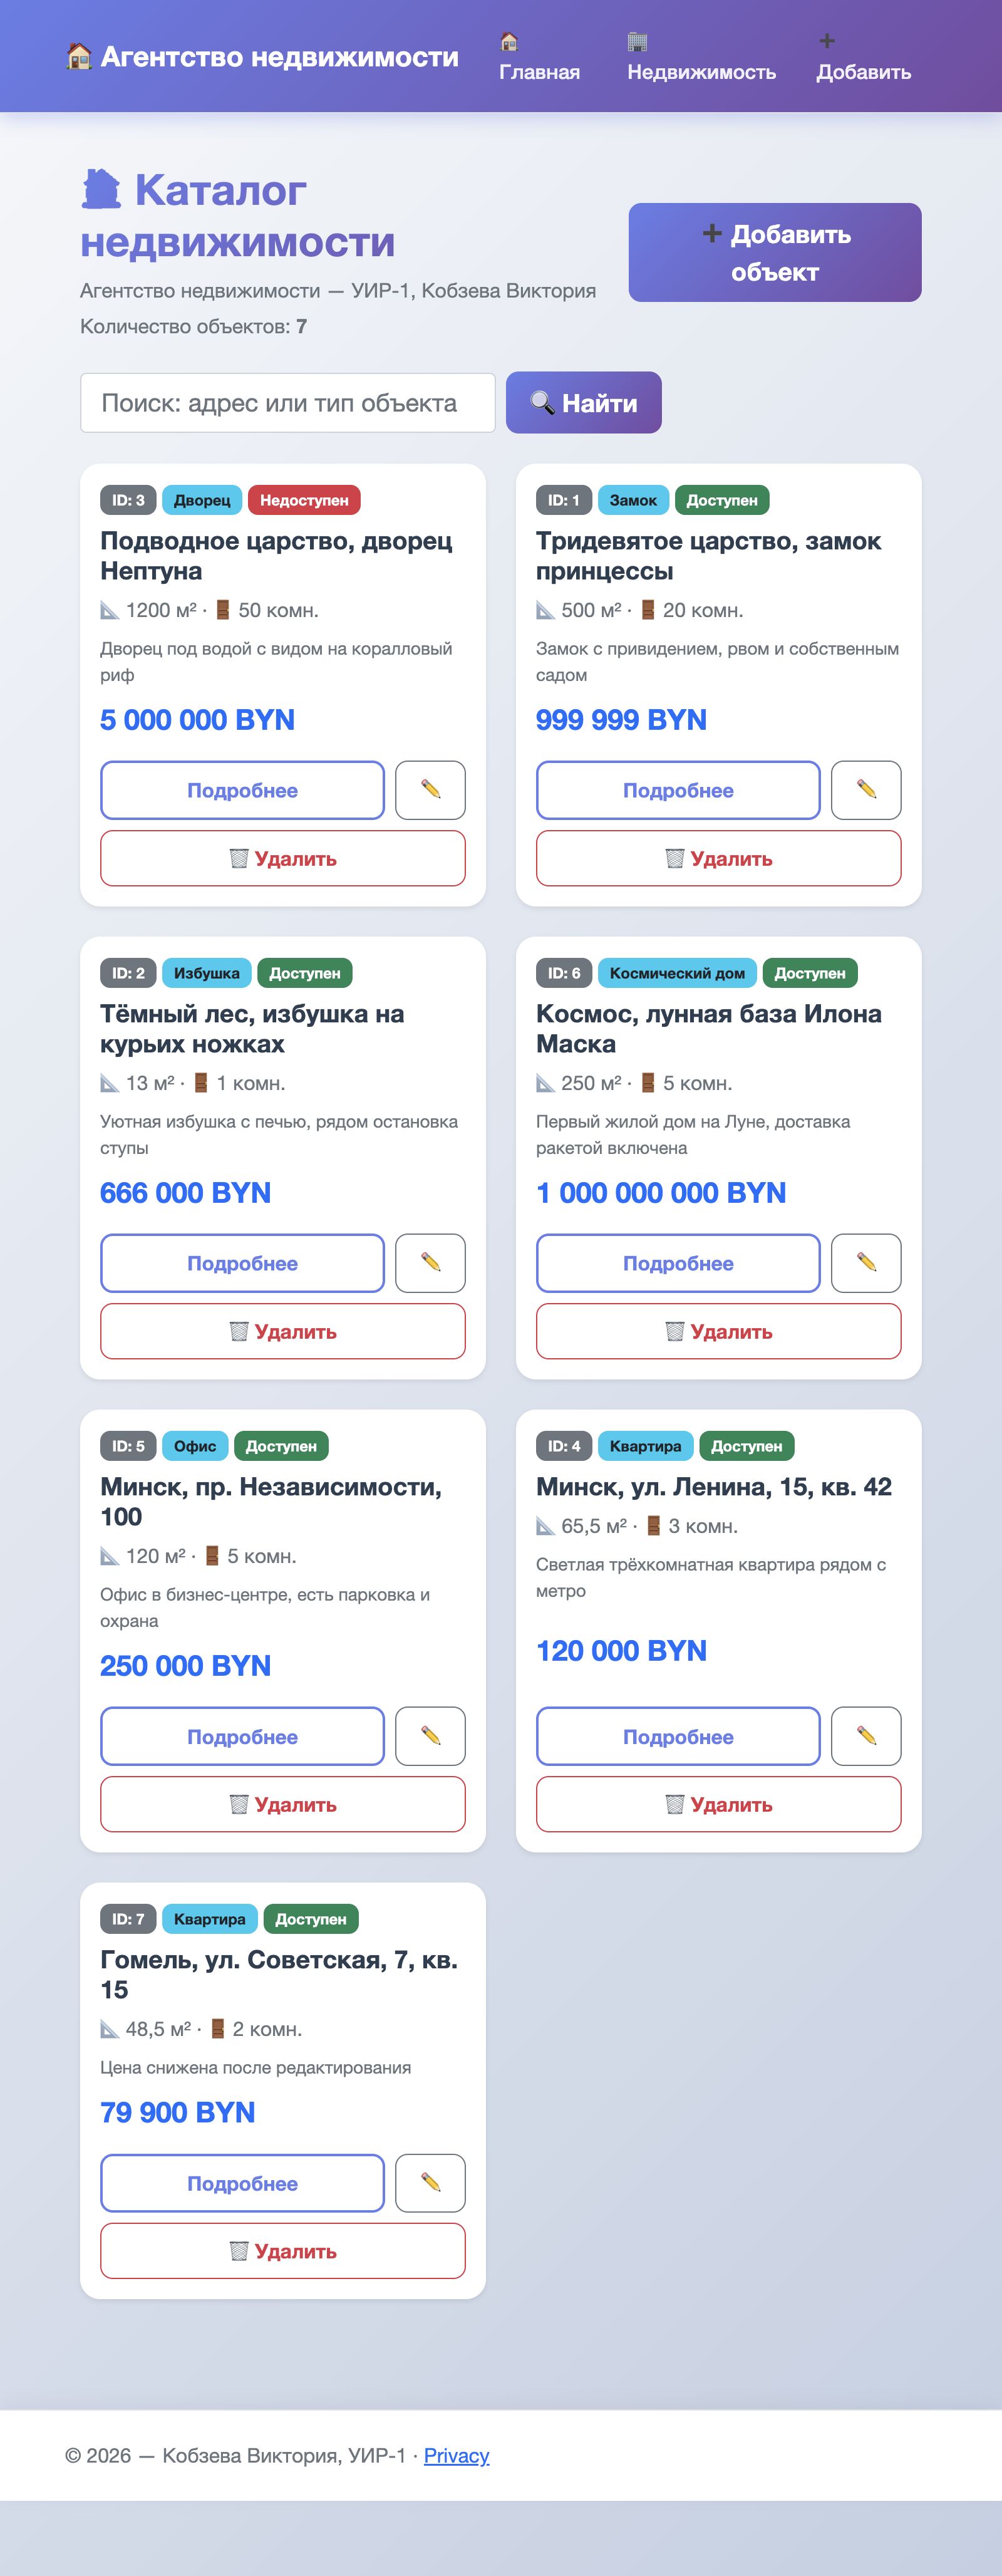 🏠 Агентство недвижимости
🏠 Главная
🏢 Недвижимость
➕ Добавить
🏠 Каталог
недвижимости
Агентство недвижимости — УИР-1, Кобзева Виктория
Количество объектов: 7
➕ Добавить
объект
Поиск: адрес или тип объекта
🔍 Найти
ID: 3 Дворец Недоступен
Подводное царство, дворец
Нептуна
📐 1200 м² · 🚪 50 комн.
Дворец под водой с видом на коралловый
риф
5 000 000 BYN
Подробнее ✏️
🗑️ Удалить
ID: 1 Замок Доступен
Тридевятое царство, замок
принцессы
📐 500 м² · 🚪 20 комн.
Замок с привидением, рвом и собственным
садом
999 999 BYN
Подробнее ✏️
🗑️ Удалить
ID: 2 Избушка Доступен
Тёмный лес, избушка на
курьих ножках
📐 13 м² · 🚪 1 комн.
Уютная избушка с печью, рядом остановка
ступы
666 000 BYN
Подробнее ✏️
🗑️ Удалить
ID: 6 Космический дом Доступен
Космос, лунная база Илона
Маска
📐 250 м² · 🚪 5 комн.
Первый жилой дом на Луне, доставка
ракетой включена
1 000 000 000 BYN
Подробнее ✏️
🗑️ Удалить
ID: 5 Офис Доступен
Минск, пр. Независимости,
100
📐 120 м² · 🚪 5 комн.
Офис в бизнес-центре, есть парковка и
охрана
250 000 BYN
Подробнее ✏️
🗑️ Удалить
ID: 4 Квартира Доступен
Минск, ул. Ленина, 15, кв. 42
📐 65,5 м² · 🚪 3 комн.
Светлая трёхкомнатная квартира рядом с
метро
120 000 BYN
Подробнее ✏️
🗑️ Удалить
ID: 7 Квартира Доступен
Гомель, ул. Советская, 7, кв.
15
📐 48,5 м² · 🚪 2 комн.
Цена снижена после редактирования
79 900 BYN
Подробнее ✏️
🗑️ Удалить
© 2026 — Кобзева Виктория, УИР-1 · Privacy